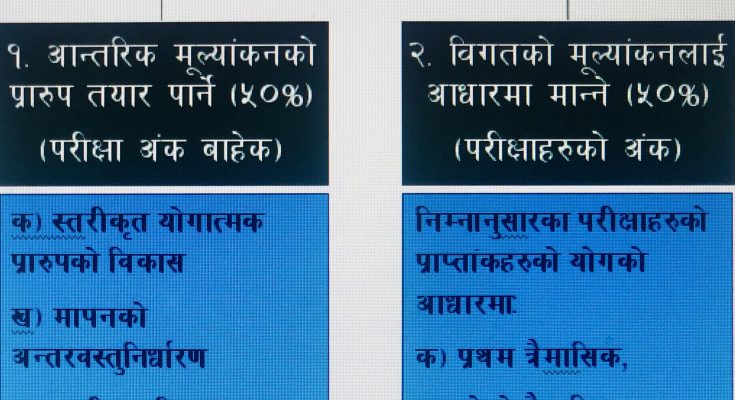 १. आन्तरिक मूल्यांकनको
प्रारुप तयार पार्ने (५०%)
(परीक्षा अंक बाहेक)
क) स्तरीकृत योगात्मक
प्रारुपको विकास
ख) मापनको
अन्तरवस्तुनिर्धारण
२. विगतको मूल्यांकनलाई
आधारमा मान्ने (५०%)
(परीक्षाहरुको अंक)
निम्नानुसारका परीक्षाहरुको
प्राप्तांकहरुको योगको
आधारमाः
क) प्रथम त्रैमासिक,